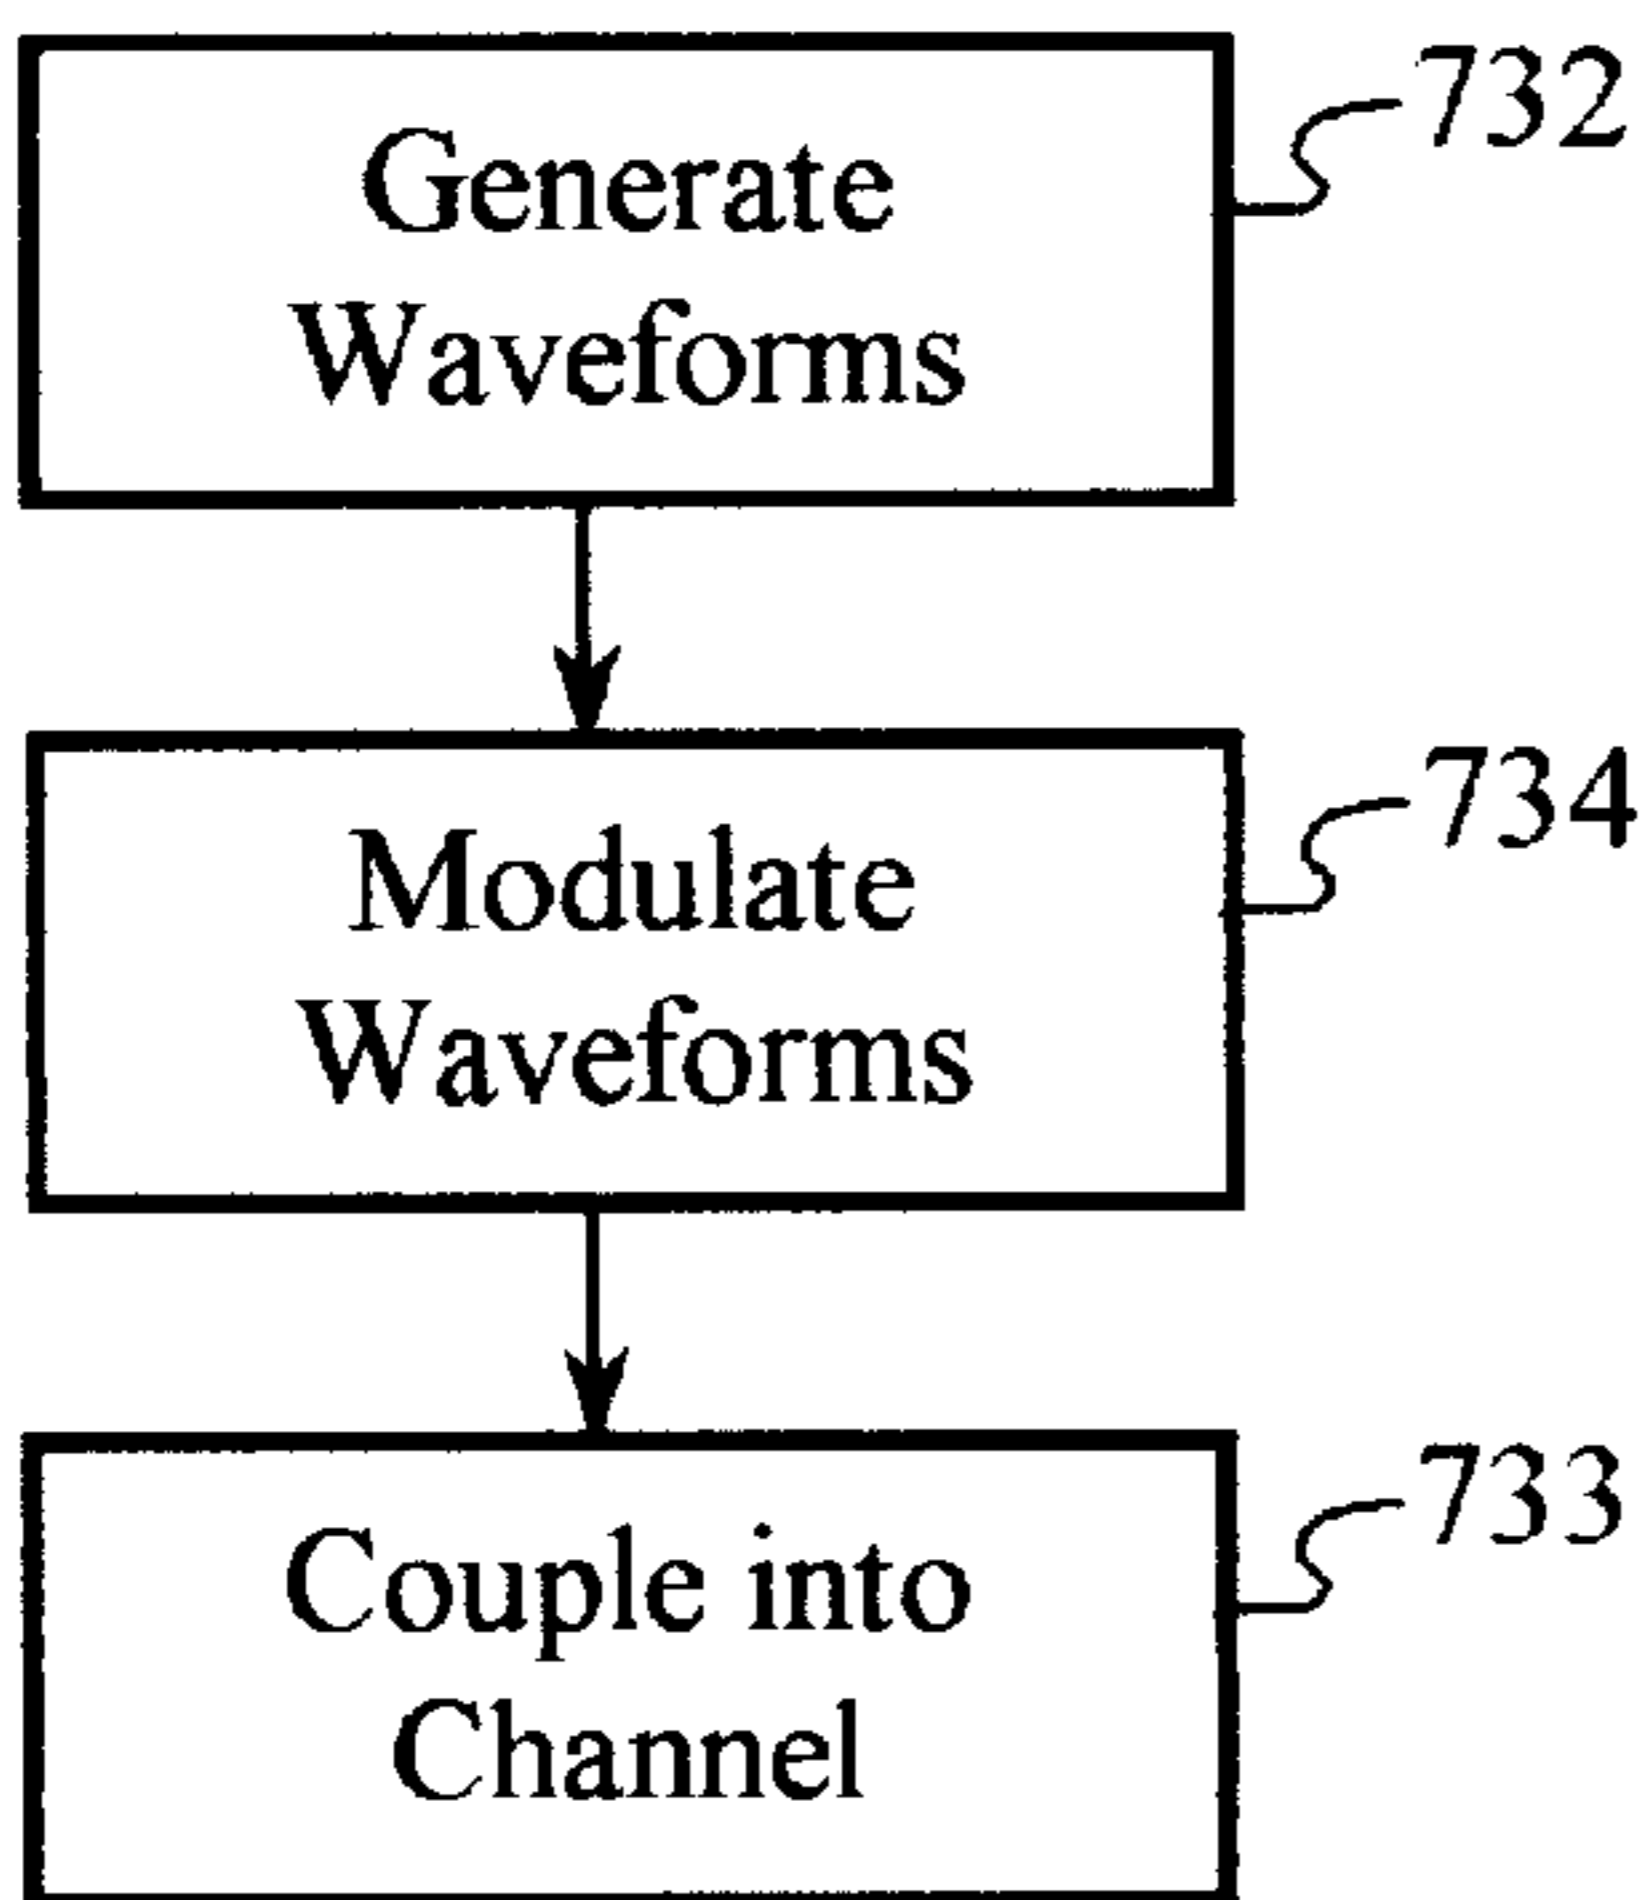 732
Generate
Waveforms
734
Modulate
Waveforms
733
Couple into
Channel